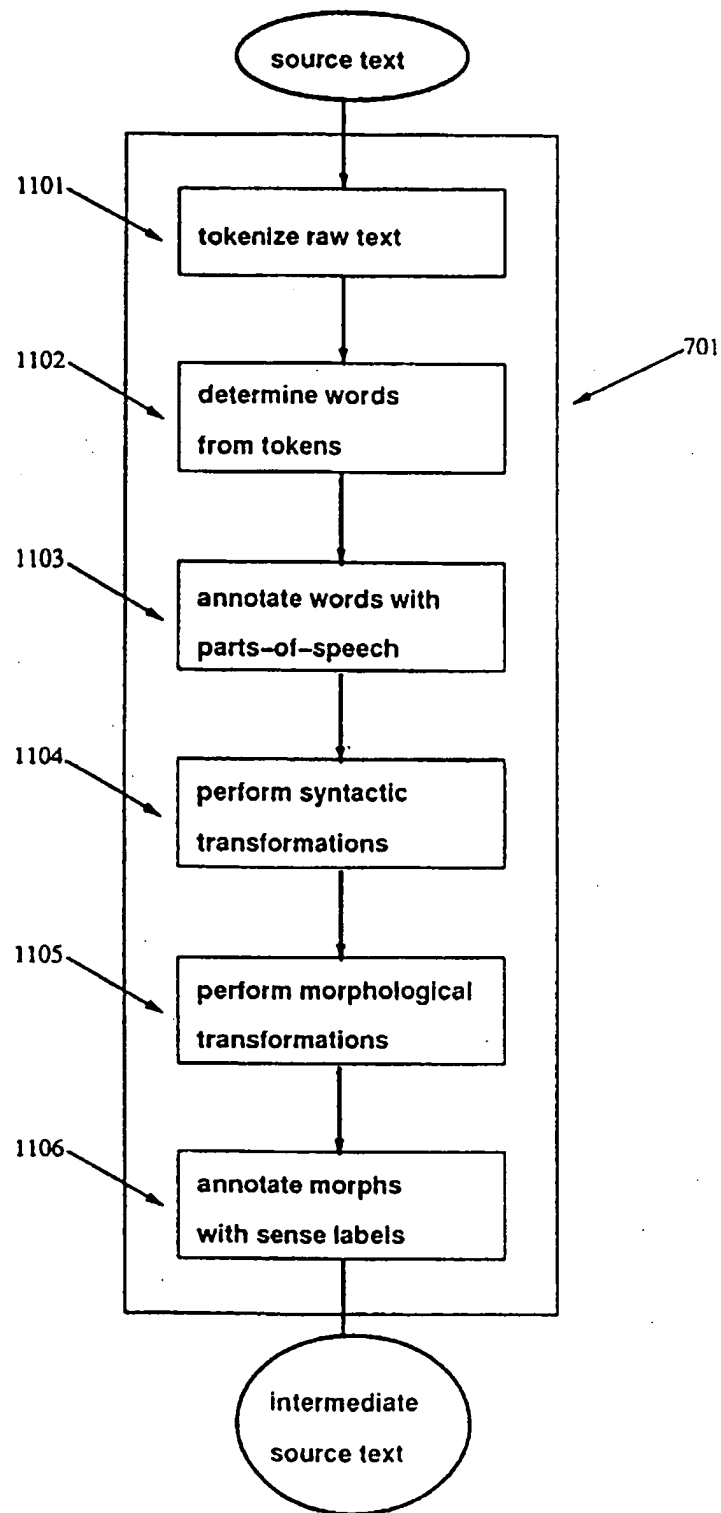 source text
1101
tokenize raw text
1102
701
determine words
from tokens
1103
annotate words with
parts-of-speech
1104
perform syntactic
transformations
1105
perform morphological
transformations
1106
annotate morphs
with sense labels
intermediate
source text